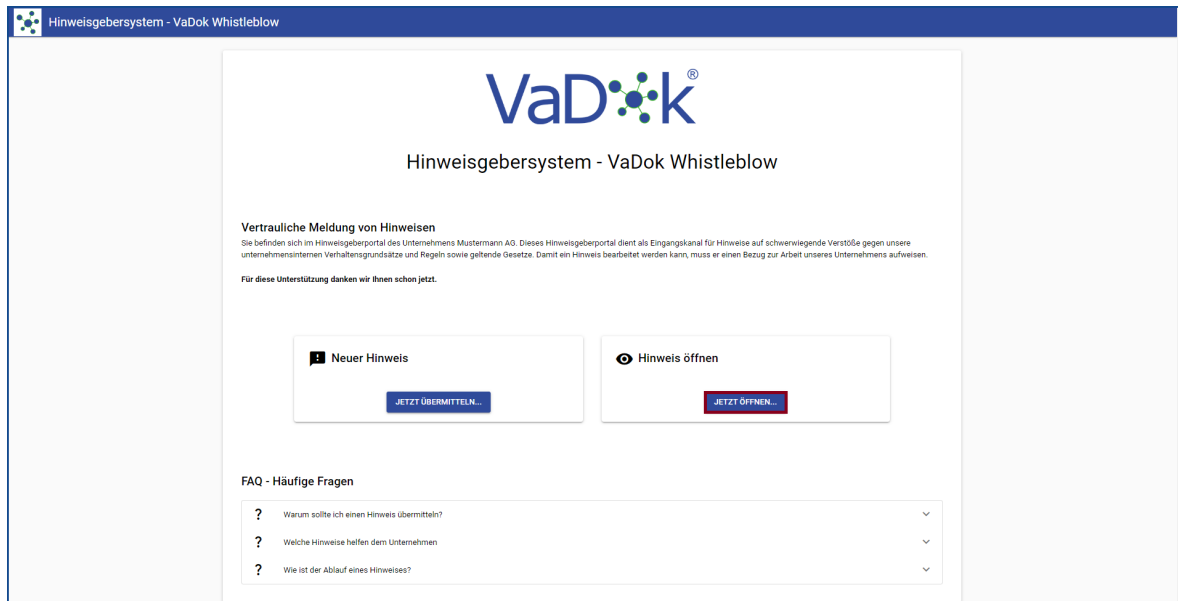 Hinweisgebersystem - VaDok Whistleblow
VaDok®
Hinweisgebersystem - VaDok Whistleblow
Vertrauliche Meldung von Hinweisen
Sie befinden sich im Hinweisgeberportal des Unternehmens Mustermann AG. Dieses Hinweisgeberportal dient als Eingangskanal für Hinweise auf schwerwiegende Verstöße gegen unsere
unternehmensinternen Verhaltensgrundsätze und Regeln sowie geltende Gesetze. Damit ein Hinweis bearbeitet werden kann, muss er einen Bezug zur Arbeit unseres Unternehmens aufweisen.
Für diese Unterstützung danken wir Ihnen schon jetzt.
Neuer Hinweis
JETZT ÜBERMITTELN...
Hinweis öffnen
JETZT ÖFFNEN...
FAQ - Häufige Fragen
? Warum sollte ich einen Hinweis übermitteln?
? Welche Hinweise helfen dem Unternehmen
? Wie ist der Ablauf eines Hinweises?